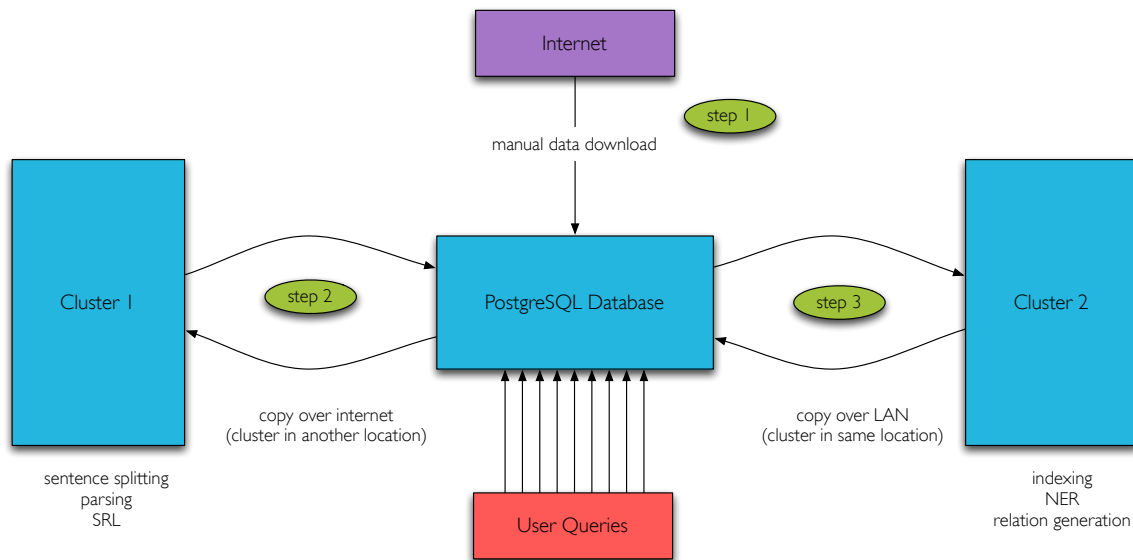 Internet
step 1
manual data download
Cluster 1
step 2
PostgreSQL Database
step 3
Cluster 2
copy over internet
(cluster in another location)
copy over LAN
(cluster in same location)
sentence splitting
parsing
SRL
User Queries
indexing
NER
relation generation